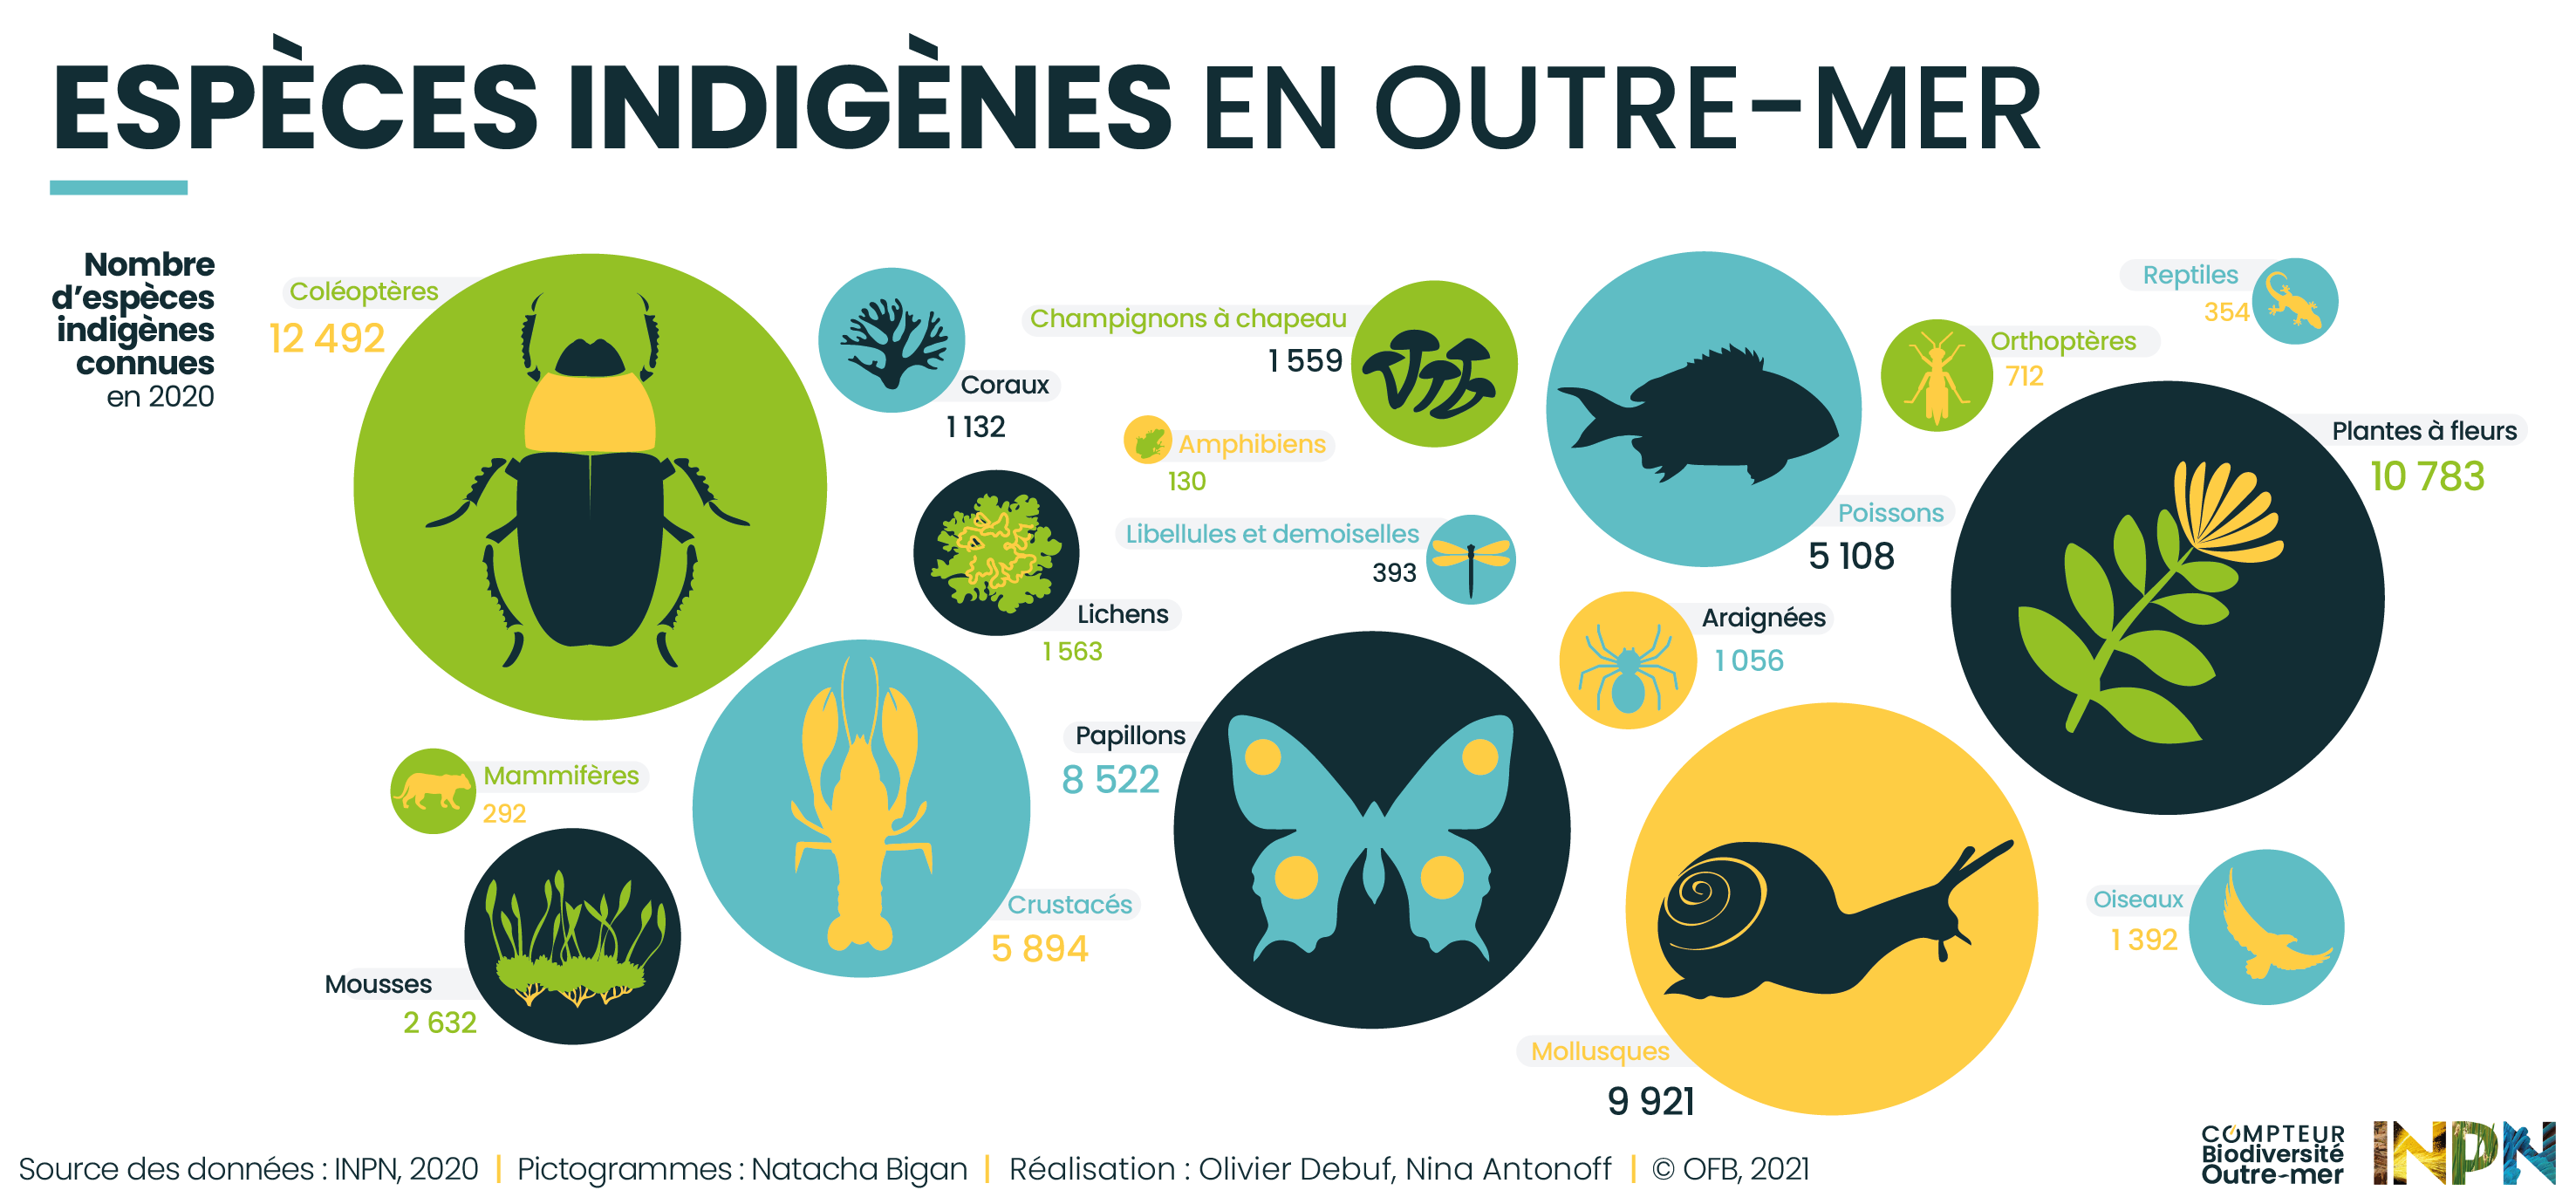 ESPÈCES INDIGÈNES EN OUTRE-MER
Nombre
d'espèces
indigènes
connues
en 2020
Coléoptères
12 492
Coraux
1 132
Champignons à chapeau
1 559
Amphibiens
130
Lichens
1 563
Libellules et demoiselles
393
Poissons
5 108
Orthoptères
712
Reptiles
354
Plantes à fleurs
10 783
Araignées
1 056
Papillons
8 522
Mammifères
292
Crustacés
5 894
Mousses
2 632
Mollusques
9 921
Oiseaux
1 392
Source des données : INPN, 2020 | Pictogrammes : Natacha Bigan | Réalisation : Olivier Debuf, Nina Antonoff | © OFB, 2021
COMPTEUR
Biodiversité
Outre-mer
INPN